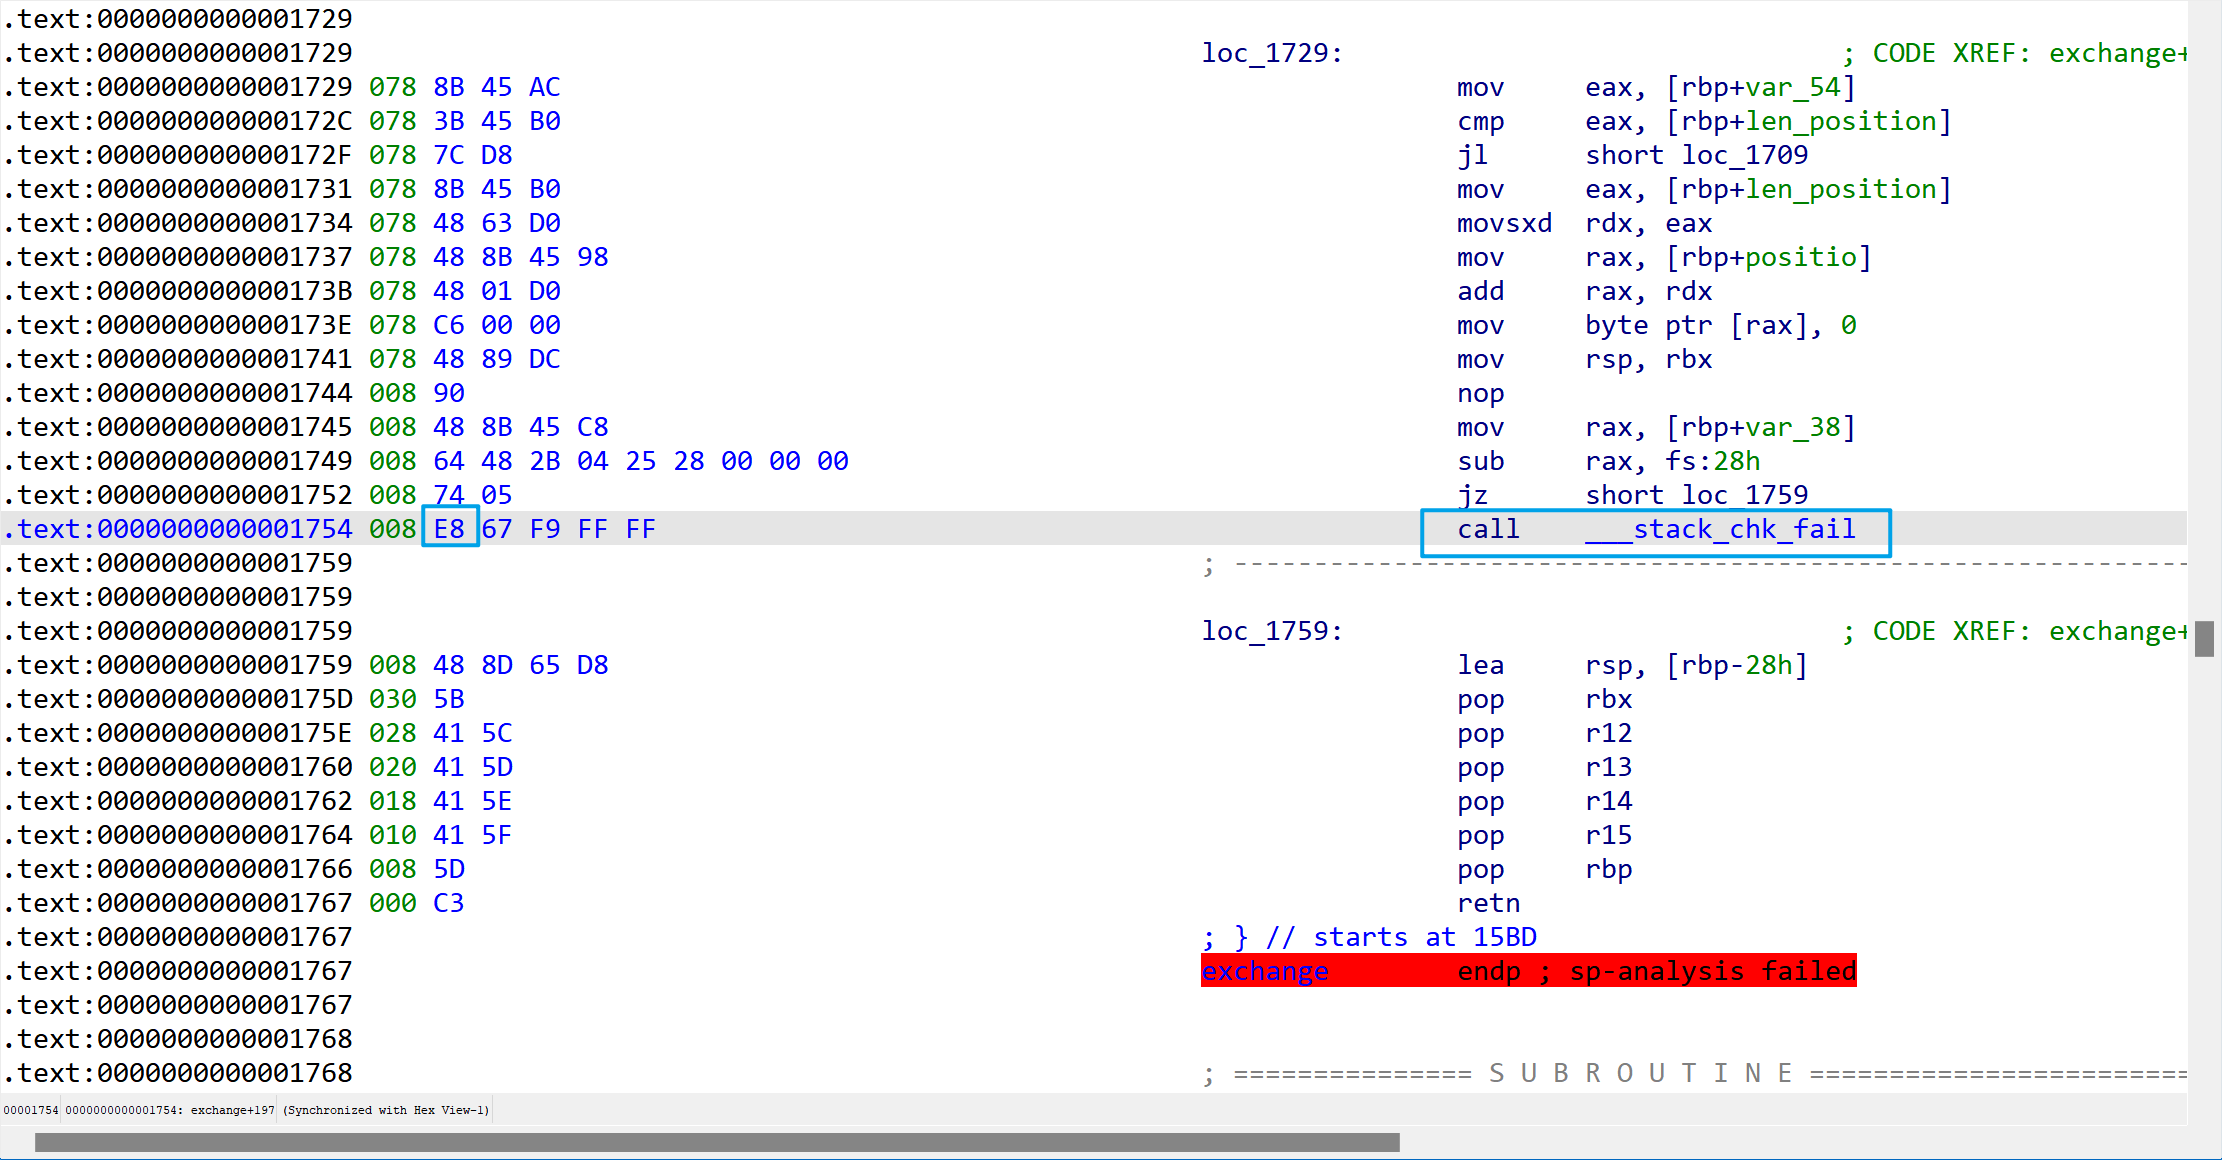 .text:0000000000001729
.text:0000000000001729 loc_1729: ; CODE XREF: exchange+
.text:0000000000001729 078 8B 45 AC mov eax, [rbp+var_54]
.text:000000000000172C 078 3B 45 B0 cmp eax, [rbp+len_position]
.text:000000000000172F 078 7C D8 jl short loc_1709
.text:0000000000001731 078 8B 45 B0 mov eax, [rbp+len_position]
.text:0000000000001734 078 48 63 D0 movsxd rdx, eax
.text:0000000000001737 078 48 8B 45 98 mov rax, [rbp+positio]
.text:000000000000173B 078 48 01 D0 add rax, rdx
.text:000000000000173E 078 C6 00 00 mov byte ptr [rax], 0
.text:0000000000001741 078 48 89 DC mov rsp, rbx
.text:0000000000001744 008 90 nop
.text:0000000000001745 008 48 8B 45 C8 mov rax, [rbp+var_38]
.text:0000000000001749 008 64 48 2B 04 25 28 00 00 00 sub rax, fs:28h
.text:0000000000001752 008 74 05 jz short loc_1759
.text:0000000000001754 008 E8 67 F9 FF FF call ___stack_chk_fail
.text:0000000000001759 ; ------------------------------------------------------------
.text:0000000000001759
.text:0000000000001759 loc_1759: ; CODE XREF: exchange+
.text:0000000000001759 008 48 8D 65 D8 lea rsp, [rbp-28h]
.text:000000000000175D 030 5B pop rbx
.text:000000000000175E 028 41 5C pop r12
.text:0000000000001760 020 41 5D pop r13
.text:0000000000001762 018 41 5E pop r14
.text:0000000000001764 010 41 5F pop r15
.text:0000000000001766 008 5D pop rbp
.text:0000000000001767 000 C3 retn
.text:0000000000001767 ; } // starts at 15BD
.text:0000000000001767 exchange endp ; sp-analysis failed
.text:0000000000001767
.text:0000000000001768
.text:0000000000001768 ; =============== S U B R O U T I N E ========================
00001754 0000000000001754: exchange+197 (Synchronized with Hex View-1)